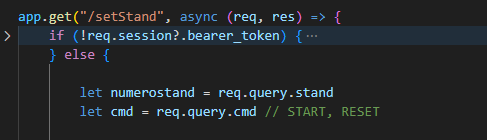 app.get("/setStand", async (req, res) => {
if (!req.session?.bearer_token) {···
} else {
let numerostand = req.query.stand
let cmd = req.query.cmd // START, RESET